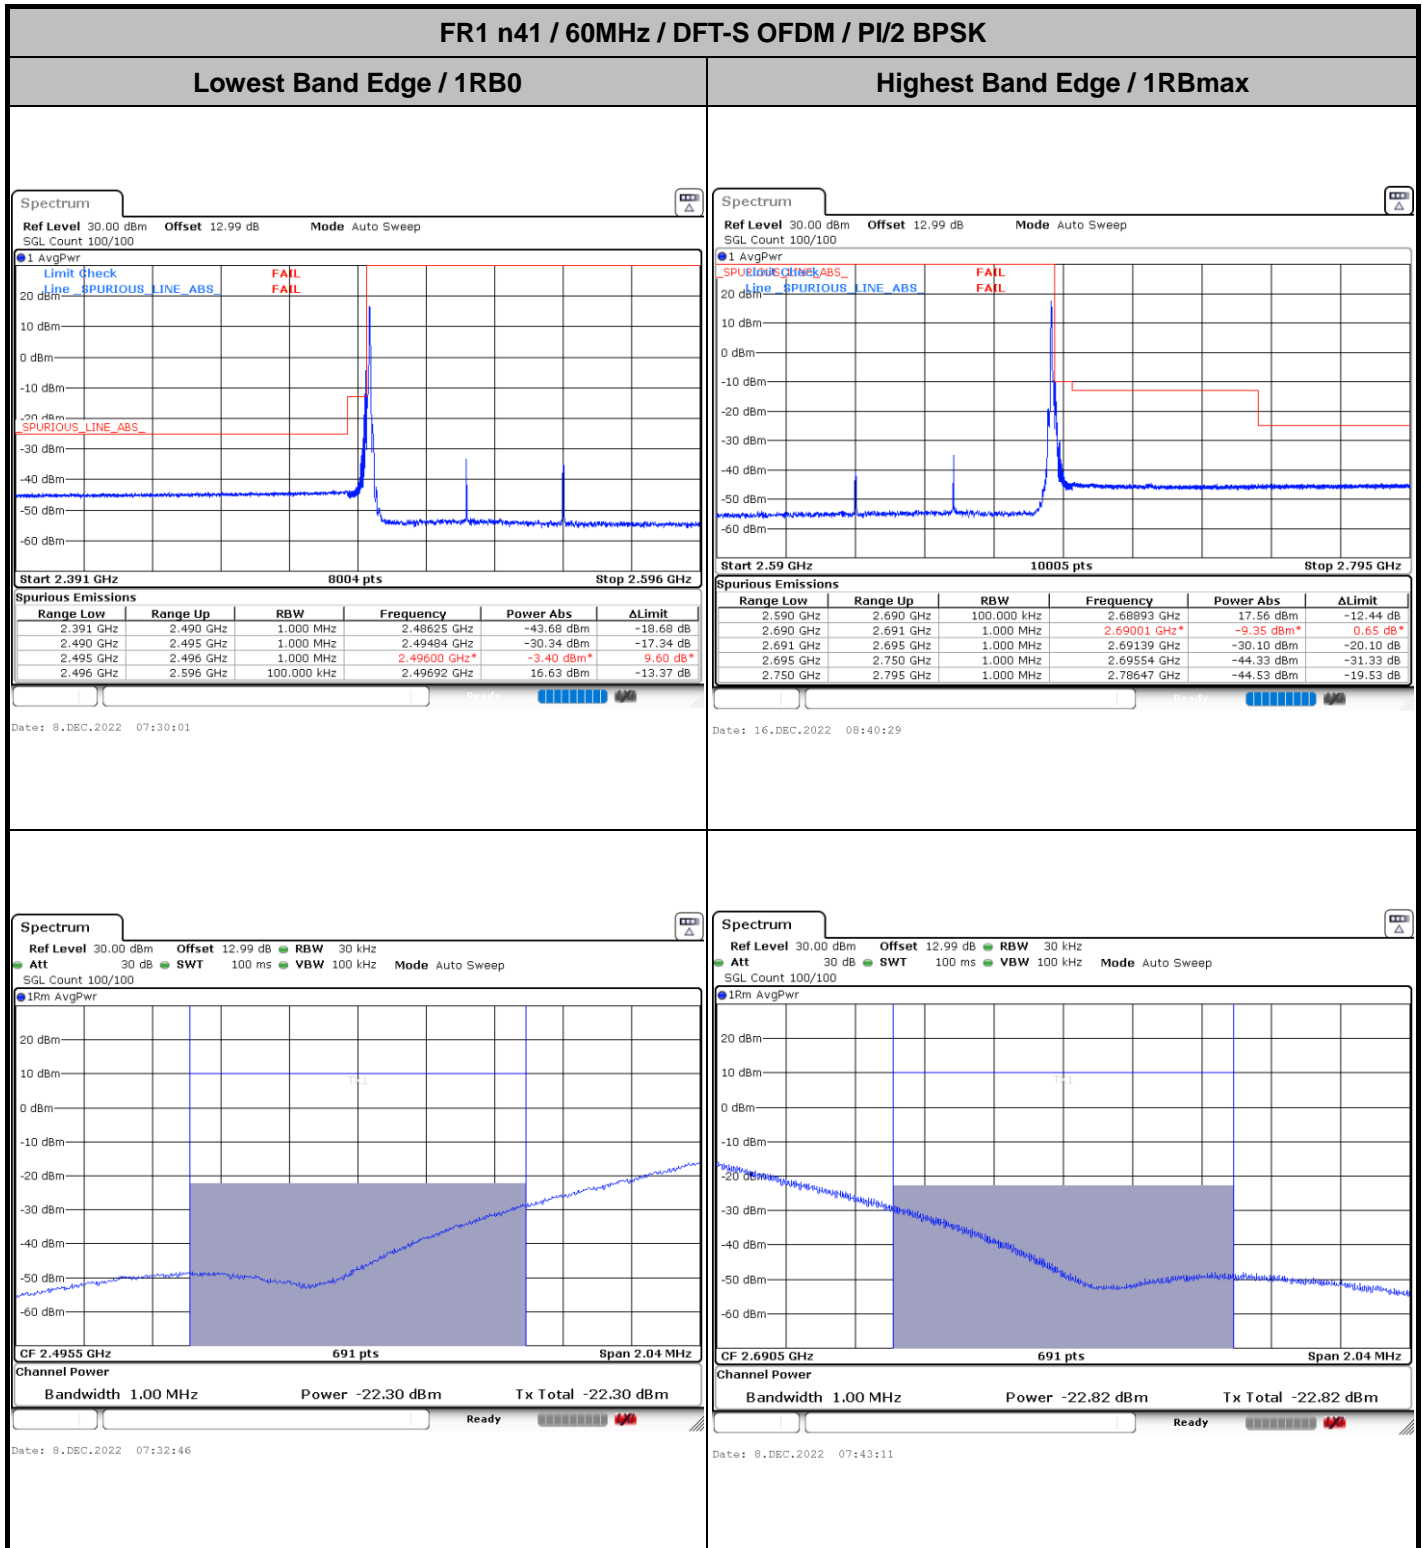 FR1 n41 / 60MHz / DFT-S OFDM / PI/2 BPSK
Lowest Band Edge / 1RB0
Highest Band Edge / 1RBmax
Spectrum
Ref Level 30.00 dBm Offset 12.99 dB Mode Auto Sweep
SGL Count 100/100
1 AvgPwr
Limit Check FAIL
Line _SPURIOUS_LINE_ABS_ FAIL
20 dBm
10 dBm
0 dBm
-10 dBm
-20 dBm
_SPURIOUS_LINE_ABS_
-30 dBm
-40 dBm
-50 dBm
-60 dBm
Start 2.391 GHz 8004 pts Stop 2.596 GHz
Spurious Emissions
Range Low Range Up RBW Frequency Power Abs ΔLimit
2.391 GHz 2.490 GHz 1.000 MHz 2.48625 GHz -43.68 dBm -18.68 dB
2.490 GHz 2.495 GHz 1.000 MHz 2.49484 GHz -30.34 dBm -17.34 dB
2.495 GHz 2.496 GHz 1.000 MHz 2.49600 GHz* -3.40 dBm* 9.60 dB*
2.496 GHz 2.596 GHz 100.000 kHz 2.49692 GHz 16.63 dBm -13.37 dB
Ready
Date: 8.DEC.2022 07:30:01
Spectrum
Ref Level 30.00 dBm Offset 12.99 dB Mode Auto Sweep
SGL Count 100/100
1 AvgPwr
_SPURIOUS_LINE_ABS_
Limit Check FAIL
Line _SPURIOUS_LINE_ABS_ FAIL
20 dBm
10 dBm
0 dBm
-10 dBm
-20 dBm
-30 dBm
-40 dBm
-50 dBm
-60 dBm
Start 2.59 GHz 10005 pts Stop 2.795 GHz
Spurious Emissions
Range Low Range Up RBW Frequency Power Abs ΔLimit
2.590 GHz 2.690 GHz 100.000 kHz 2.68893 GHz 17.56 dBm -12.44 dB
2.690 GHz 2.691 GHz 1.000 MHz 2.69001 GHz* -9.35 dBm* 0.65 dB*
2.691 GHz 2.695 GHz 1.000 MHz 2.69139 GHz -30.10 dBm -20.10 dB
2.695 GHz 2.750 GHz 1.000 MHz 2.69554 GHz -44.33 dBm -31.33 dB
2.750 GHz 2.795 GHz 1.000 MHz 2.78647 GHz -44.53 dBm -19.53 dB
Ready
Date: 16.DEC.2022 08:40:29
Spectrum
Ref Level 30.00 dBm Offset 12.99 dB RBW 30 kHz
Att 30 dB SWT 100 ms VBW 100 kHz Mode Auto Sweep
SGL Count 100/100
1Rm AvgPwr
20 dBm
10 dBm
Tx1
0 dBm
-10 dBm
-20 dBm
-30 dBm
-40 dBm
-50 dBm
-60 dBm
CF 2.4955 GHz 691 pts Span 2.04 MHz
Channel Power
Bandwidth 1.00 MHz Power -22.30 dBm Tx Total -22.30 dBm
Ready
Date: 8.DEC.2022 07:32:46
Spectrum
Ref Level 30.00 dBm Offset 12.99 dB RBW 30 kHz
Att 30 dB SWT 100 ms VBW 100 kHz Mode Auto Sweep
SGL Count 100/100
1Rm AvgPwr
20 dBm
10 dBm
Tx1
0 dBm
-10 dBm
-20 dBm
-30 dBm
-40 dBm
-50 dBm
-60 dBm
CF 2.6905 GHz 691 pts Span 2.04 MHz
Channel Power
Bandwidth 1.00 MHz Power -22.82 dBm Tx Total -22.82 dBm
Ready
Date: 8.DEC.2022 07:43:11